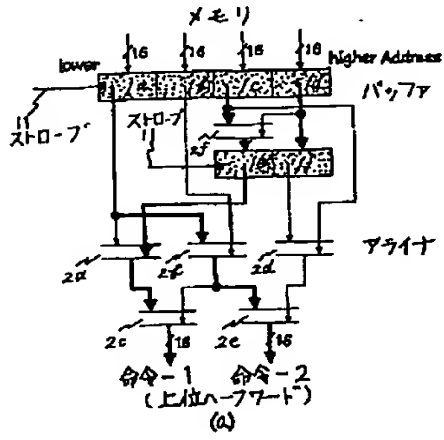 メモリ
16 16 16 16
lower
higher Address
バッファ
ストローブ
ストローブ
2f
アライナ
2a
2b
2d
2c
16
2e
16
命令-1 命令-2
(上位ハーフワード)
(a)